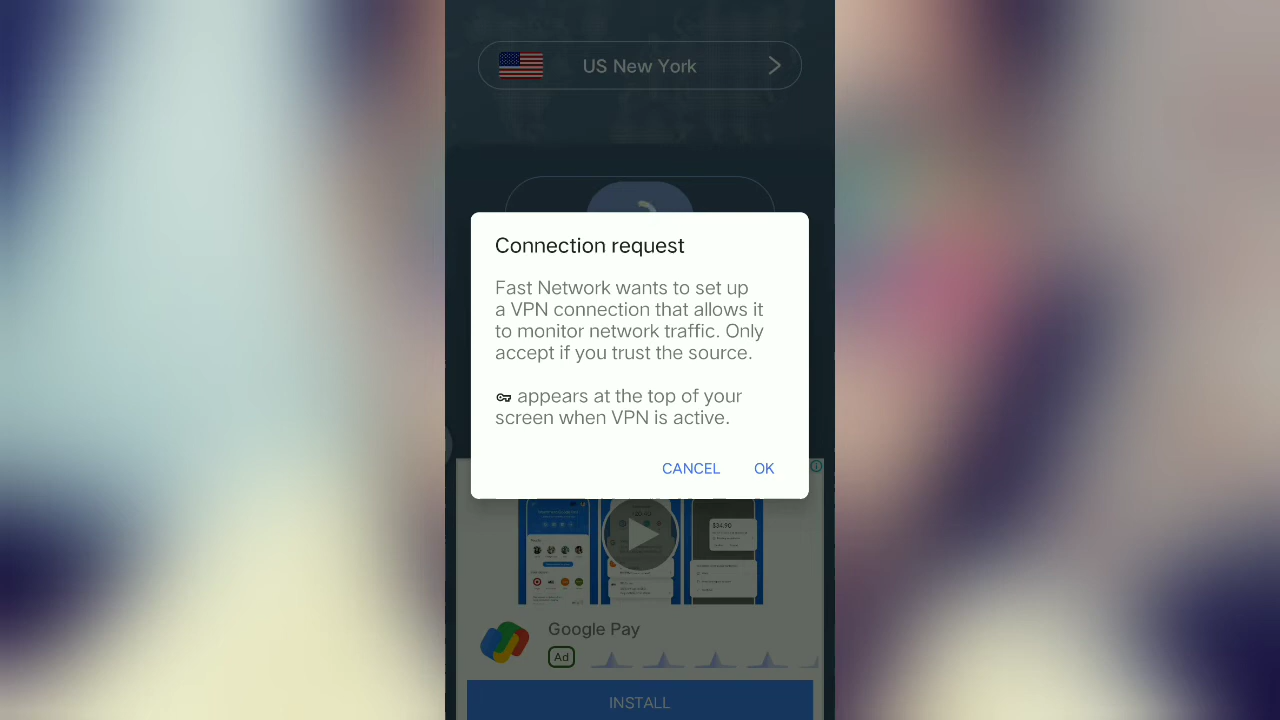 US New York
Connection request
Fast Network wants to set up
a VPN connection that allows it
to monitor network traffic. Only
accept if you trust the source.
appears at the top of your
screen when VPN is active.
CANCEL OK
$34.90
Google Pay
Ad
INSTALL